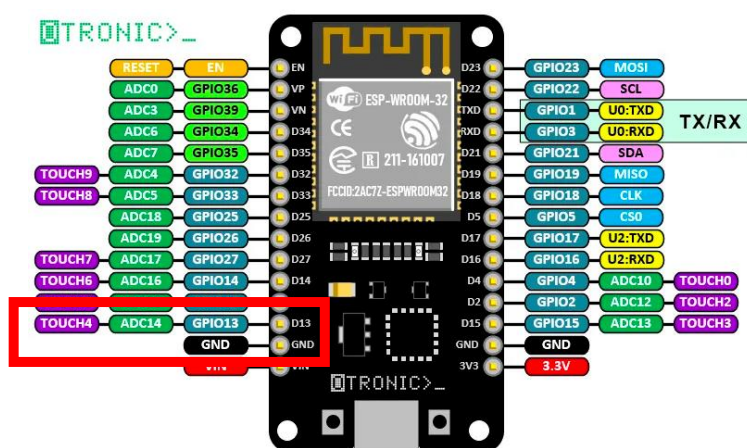 OTRONIC>_
RESET EN EN D23 GPIO23 MOSI
ADC0 GPIO36 VP D22 GPIO22 SCL
ADC3 GPIO39 VN TXD GPIO1 U0:TXD
ADC6 GPIO34 D34 RXD GPIO3 U0:RXD
TX/RX
ADC7 GPIO35 D35 D21 GPIO21 SDA
TOUCH9 ADC4 GPIO32 D32 D19 GPIO19 MISO
TOUCH8 ADC5 GPIO33 D33 D18 GPIO18 CLK
ADC18 GPIO25 D25 D5 GPIO5 CS0
ADC19 GPIO26 D26 D17 GPIO17 U2:TXD
TOUCH7 ADC17 GPIO27 D27 D16 GPIO16 U2:RXD
TOUCH6 ADC16 GPIO14 D14 D4 GPIO4 ADC10 TOUCH0
D2 GPIO2 ADC12 TOUCH2
TOUCH4 ADC14 GPIO13 D13 D15 GPIO15 ADC13 TOUCH3
GND GND GND GND
VIN VIN 3V3 3.3V
WiFi ESP-WROOM-32
CE
R 211-161007
FCCID:2AC7Z-ESPWROOM32
OTRONIC>_